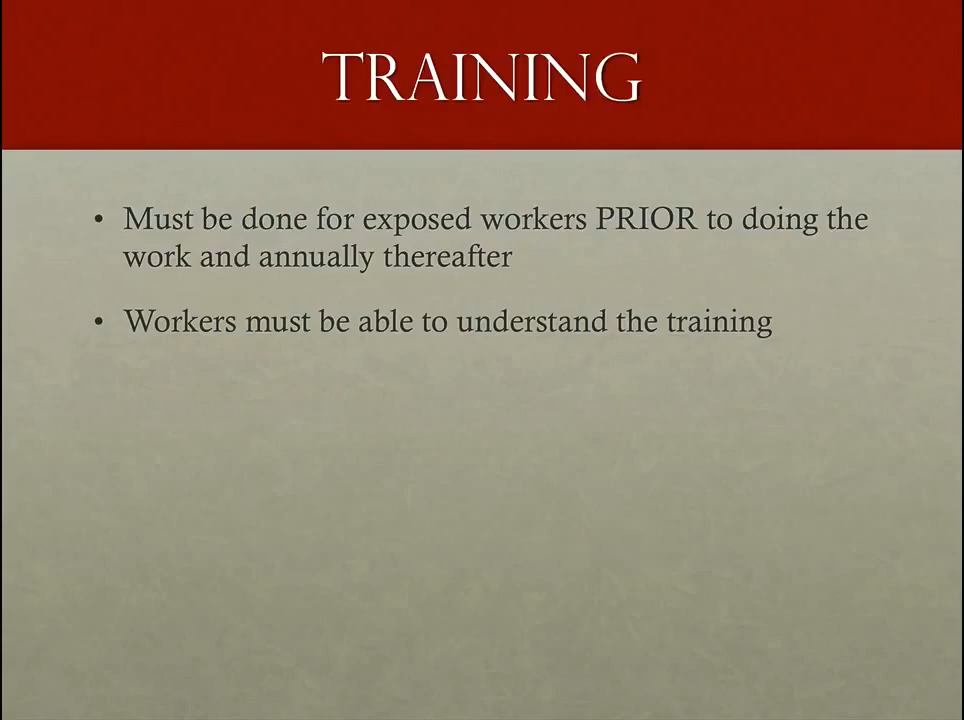 TRAINING
• Must be done for exposed workers PRIOR to doing the
work and annually thereafter
• Workers must be able to understand the training